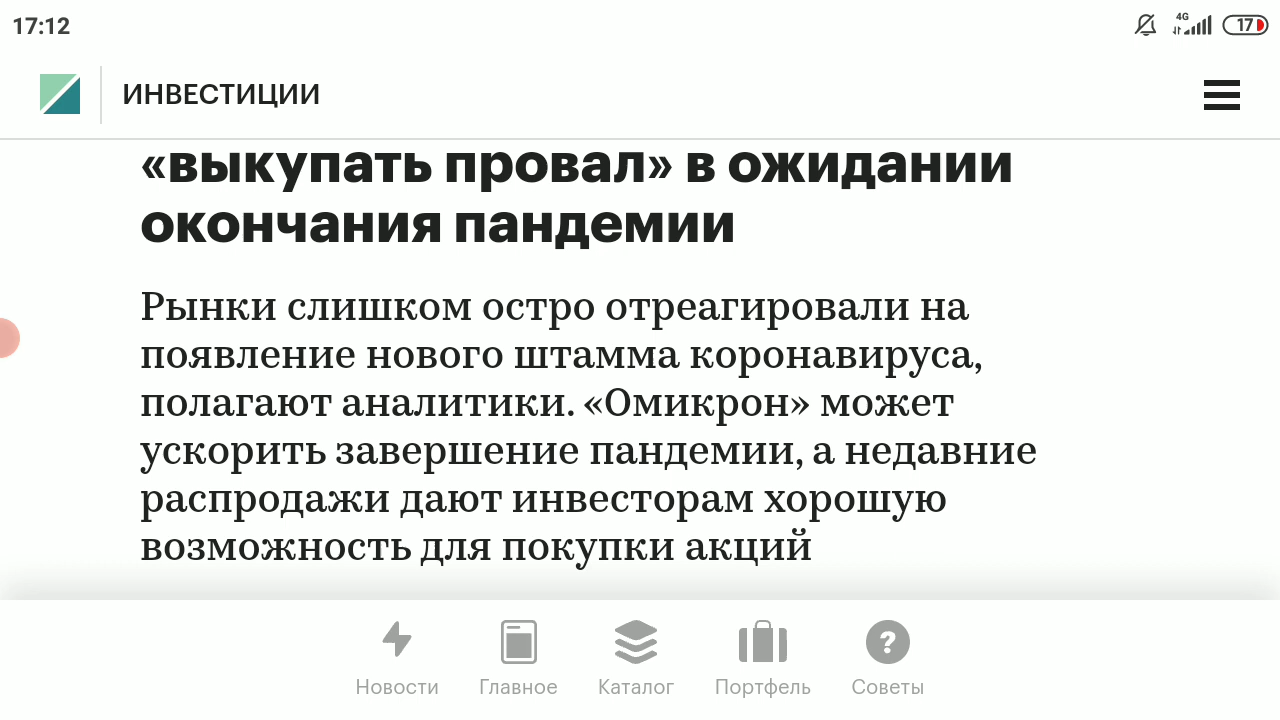 17:12
4G
17
ИНВЕСТИЦИИ
«выкупать провал» в ожидании
окончания пандемии
Рынки слишком остро отреагировали на
появление нового штамма коронавируса,
полагают аналитики. «Омикрон» может
ускорить завершение пандемии, а недавние
распродажи дают инвесторам хорошую
возможность для покупки акций
?
Новости Главное Каталог Портфель Советы